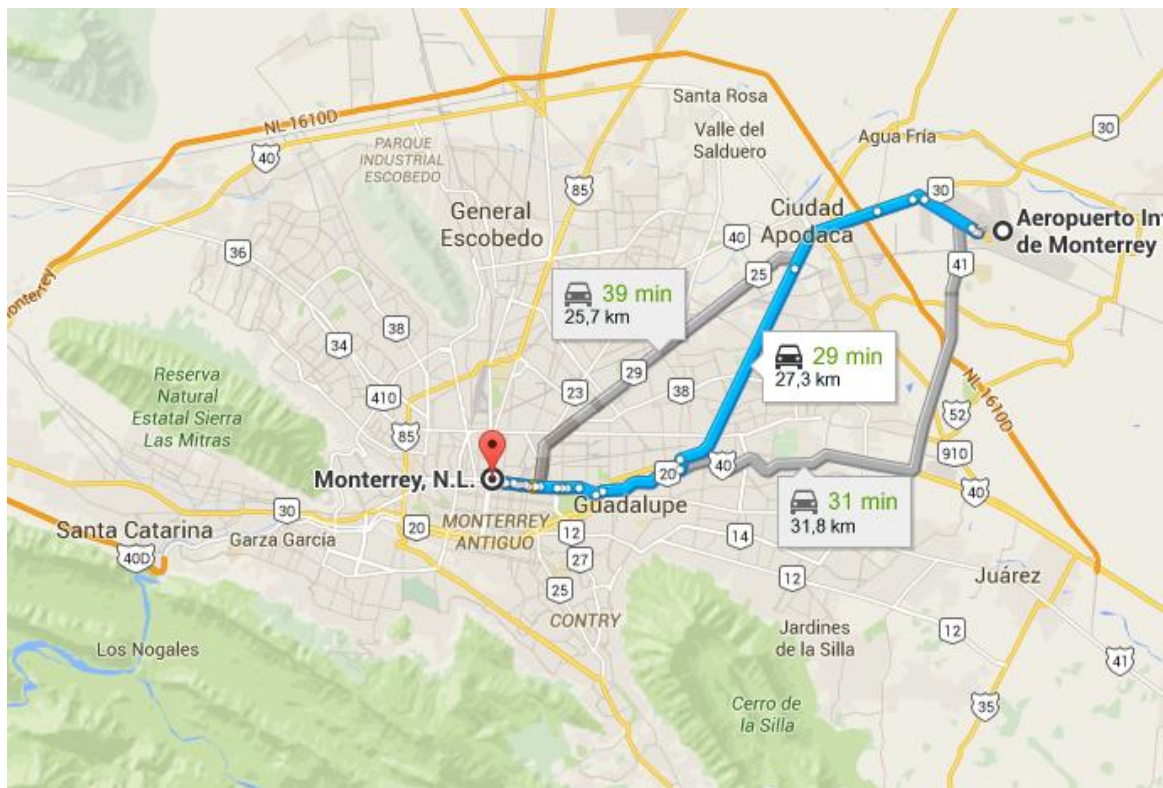 Santa Rosa
NL 1610D
30
Valle del
Salduero
Agua Fría
PARQUE
INDUSTRIAL
ESCOBEDO
40
85
30
General
Escobedo
Ciudad
Apodaca
Aeropuerto In
de Monterrey
36
40
41
25
39 min
25,7 km
38
34
29
29 min
27,3 km
Reserva
Natural
Estatal Sierra
Las Mitras
23
38
410
NL 1610D
52
85
910
Monterrey, N.L.
20
40
40
31 min
31,8 km
Guadalupe
30
MONTERREY
ANTIGUO
20
12
14
Santa Catarina
Garza García
40D
27
12
25
Juárez
CONTRY
Jardines
de la Silla
12
Los Nogales
41
Cerro de
la Silla
35